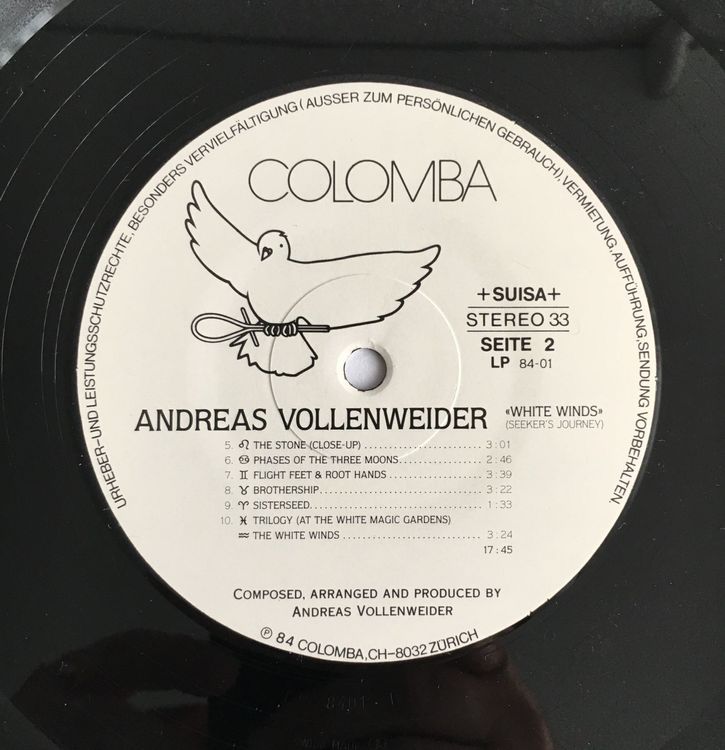 URHEBER-UND LEISTUNGSSCHUTZRECHTE, BESONDERS VERVIELFÄLTIGUNG (AUSSER ZUM PERSÖNLICHEN GEBRAUCH), VERMIETUNG, AUFFÜHRUNG, SENDUNG VORBEHALTEN.
COLOMBA
+SUISA+
STEREO 33
SEITE 2
LP 84-01
ANDREAS VOLLENWEIDER «WHITE WINDS»
(SEEKER'S JOURNEY)
5. ♌ THE STONE (CLOSE-UP) ........................ 3:01
6. ♋ PHASES OF THE THREE MOONS.................. 2:46
7. ♊ FLIGHT FEET & ROOT HANDS .................... 3:39
8. ♉ BROTHERSHIP.................................. 3:22
9. ♈ SISTERSEED.................................... 1:33
10. ♓ TRILOGY (AT THE WHITE MAGIC GARDENS)
♒ THE WHITE WINDS ............................. 3:24
17:45
COMPOSED, ARRANGED AND PRODUCED BY
ANDREAS VOLLENWEIDER
℗ 84 COLOMBA, CH-8032 ZÜRICH